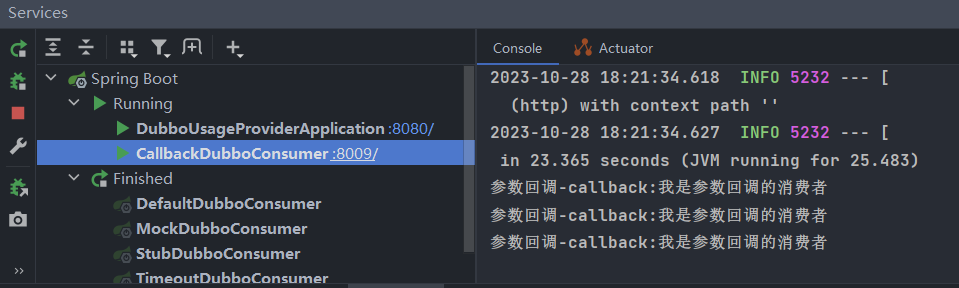 Services
Spring Boot
Running
DubboUsageProviderApplication :8080/
CallbackDubboConsumer :8009/
Finished
DefaultDubboConsumer
MockDubboConsumer
StubDubboConsumer
TimeoutDubboConsumer
Console
Actuator
2023-10-28 18:21:34.618 INFO 5232 --- [
(http) with context path ''
2023-10-28 18:21:34.627 INFO 5232 --- [
in 23.365 seconds (JVM running for 25.483)
参数回调-callback:我是参数回调的消费者
参数回调-callback:我是参数回调的消费者
参数回调-callback:我是参数回调的消费者